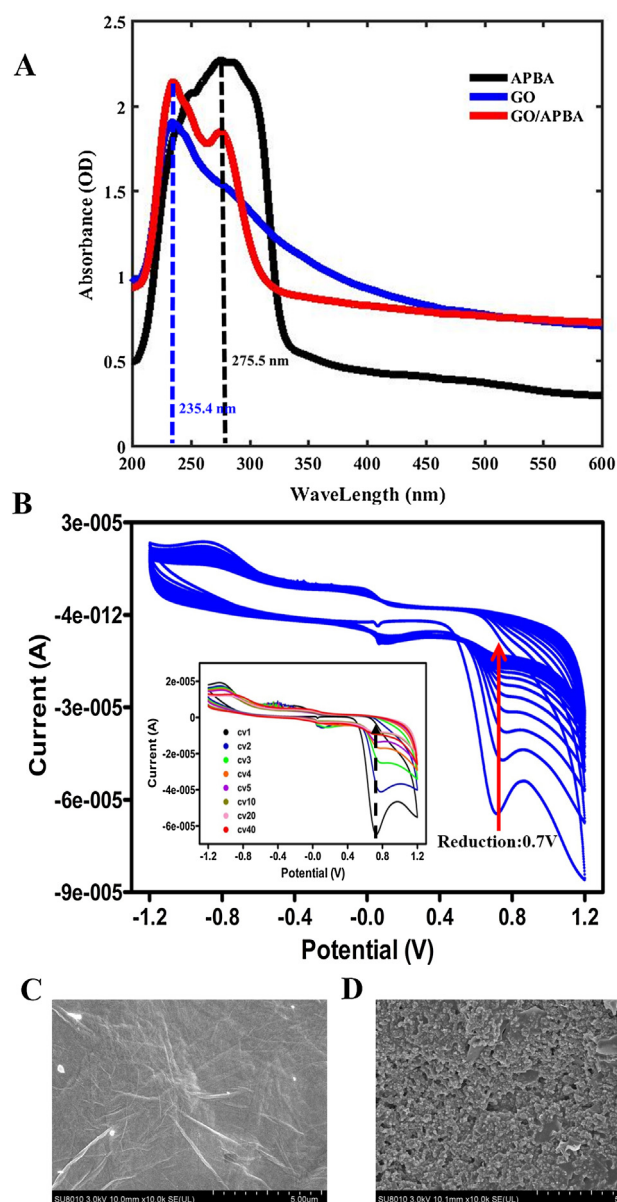 A
2.5
2
1.5
1
0.5
0
Absorbance (OD)
APBA
GO
GO/APBA
275.5 nm
235.4 nm
200 250 300 350 400 450 500 550 600
WaveLength (nm)
B
3e-005
-4e-012
-3e-005
-6e-005
-9e-005
Current (A)
2e-005
0
-2e-005
-4e-005
-6e-005
Current (A)
cv1
cv2
cv3
cv4
cv5
cv10
cv20
cv40
-1.2 -0.8 -0.4 -0.0 0.4 0.8 1.2
Potential (V)
Reduction:0.7V
-1.2 -0.8 -0.4 -0.0 0.4 0.8 1.2
Potential (V)
C
D
SU8010 3.0kV 10.0mm x10.0k SE(UL) 5.00um
SU8010 3.0kV 10.1mm x10.0k SE(UL)